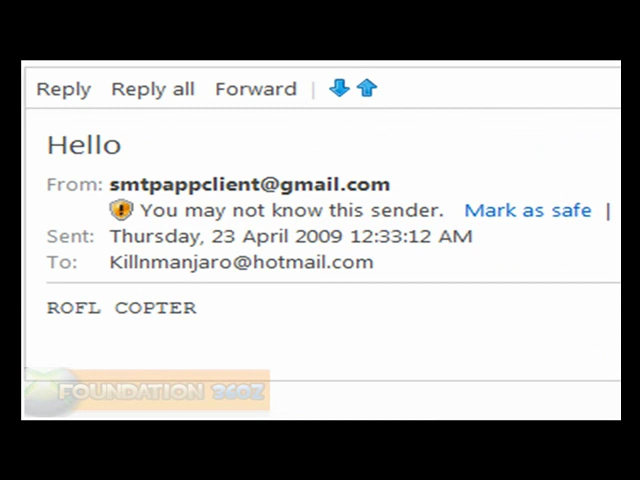 Reply Reply all Forward |
Hello
From: smtpappclient@gmail.com
You may not know this sender. Mark as safe |
Sent: Thursday, 23 April 2009 12:33:12 AM
To: Killnmanjaro@hotmail.com
ROFL COPTER
FOUNDATION 360Z